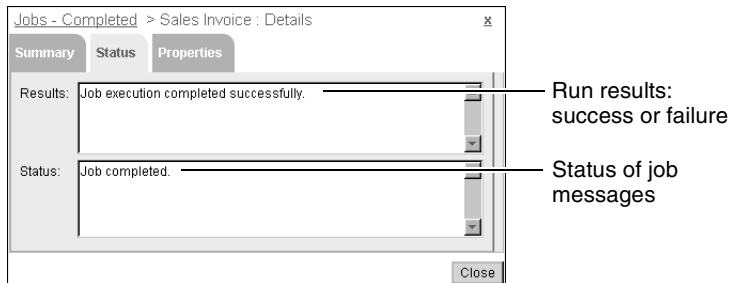 Jobs - Completed > Sales Invoice : Details x
Summary Status Properties
Results: Job execution completed successfully.
Run results:
success or failure
Status: Job completed.
Status of job
messages
Close